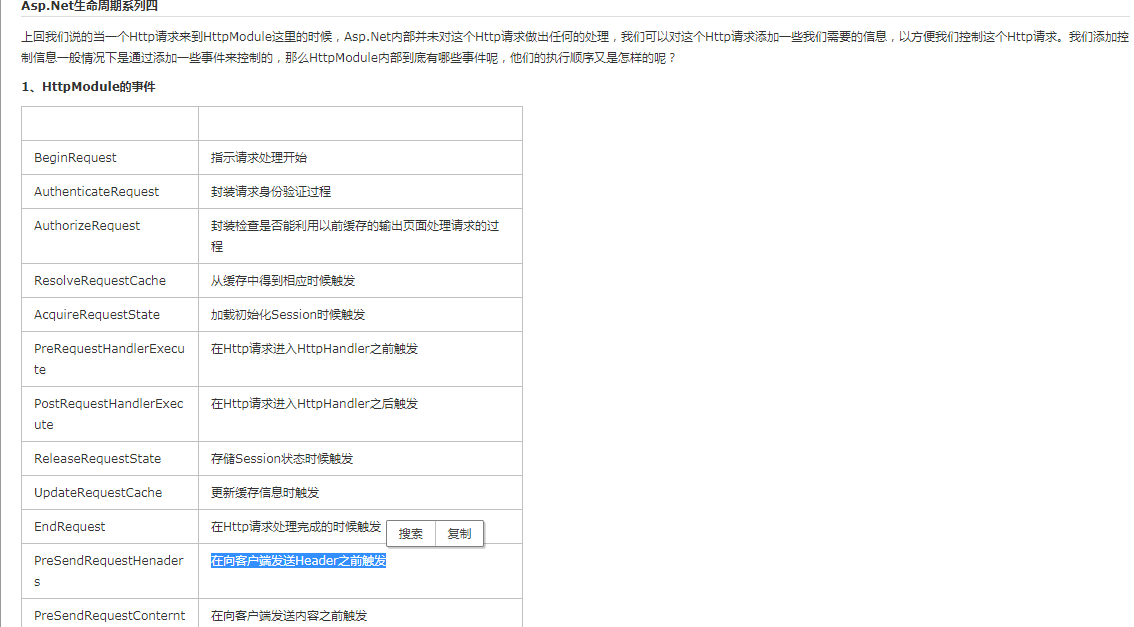 Asp.Net生命周期系列四
上回我们说的当一个Http请求来到HttpModule这里的时候，Asp.Net内部并未对这个Http请求做出任何的处理，我们可以对这个Http请求添加一些我们需要的信息，以方便我们控制这个Http请求。我们添加控
制信息一般情况下是通过添加一些事件来控制的，那么HttpModule内部到底有哪些事件呢，他们的执行顺序又是怎样的呢？
1、HttpModule的事件
BeginRequest 指示请求处理开始
AuthenticateRequest 封装请求身份验证过程
AuthorizeRequest 封装检查是否能利用以前缓存的输出页面处理请求的过
程
ResolveRequestCache 从缓存中得到相应时候触发
AcquireRequestState 加载初始化Session时候触发
PreRequestHandlerExecu 在Http请求进入HttpHandler之前触发
te
PostRequestHandlerExec 在Http请求进入HttpHandler之后触发
ute
ReleaseRequestState 存储Session状态时候触发
UpdateRequestCache 更新缓存信息时触发
EndRequest 在Http请求处理完成的时候触发
搜索 复制
PreSendRequestHenader 在向客户端发送Header之前触发
s
PreSendRequestConternt 在向客户端发送内容之前触发